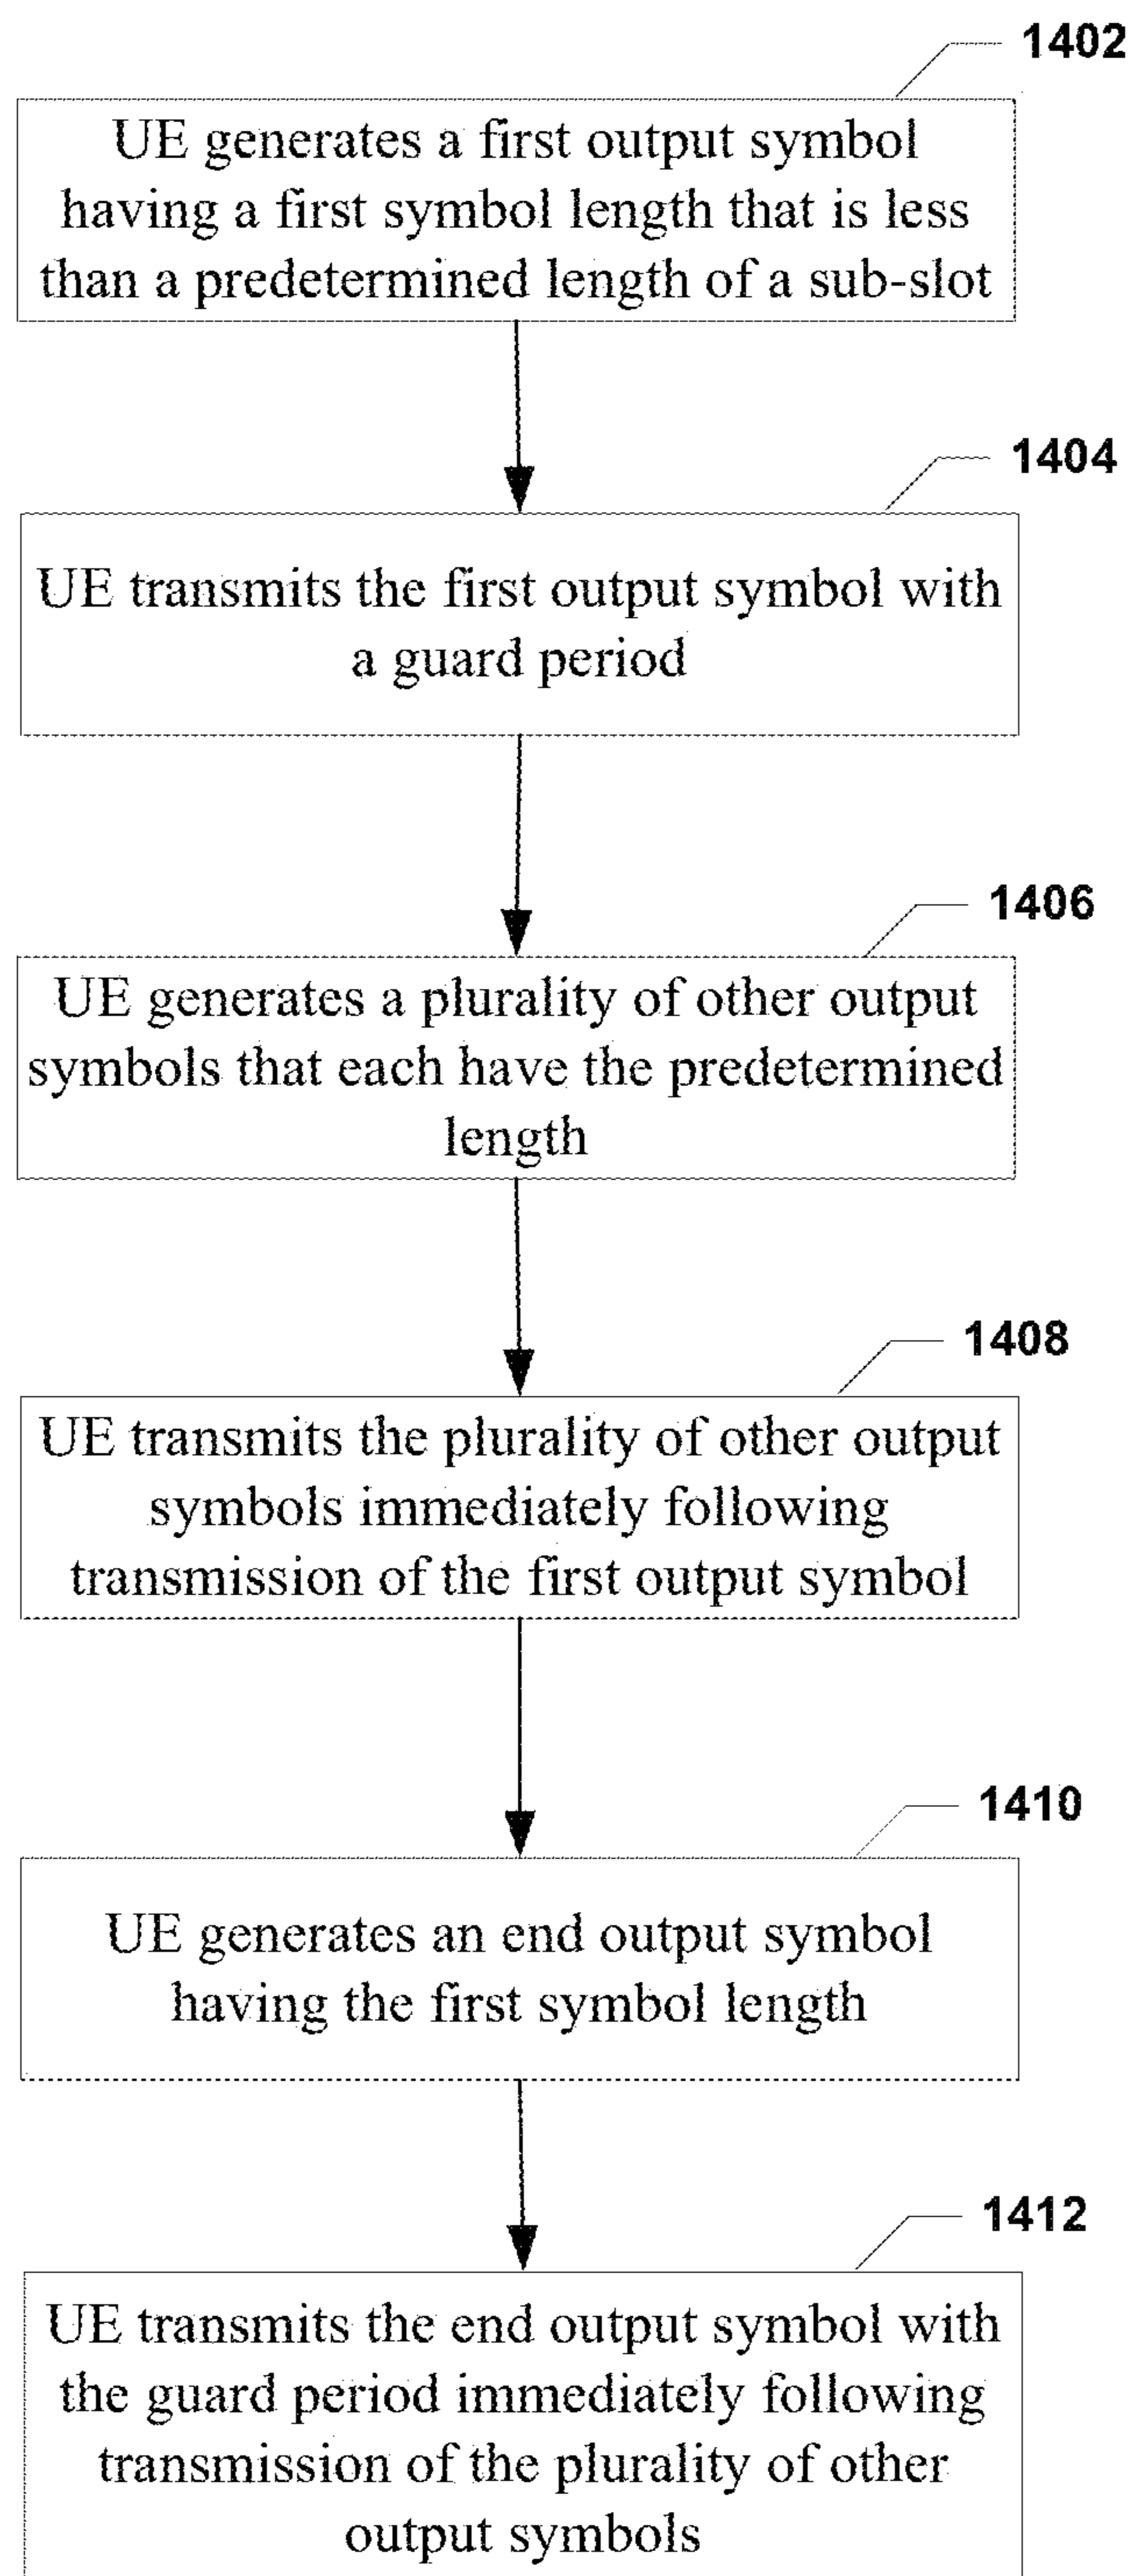 1402
UE generates a first output symbol
having a first symbol length that is less
than a predetermined length of a sub-slot
1404
UE transmits the first output symbol with
a guard period
1406
UE generates a plurality of other output
symbols that each have the predetermined
length
1408
UE transmits the plurality of other output
symbols immediately following
transmission of the first output symbol
1410
UE generates an end output symbol
having the first symbol length
1412
UE transmits the end output symbol with
the guard period immediately following
transmission of the plurality of other
output symbols